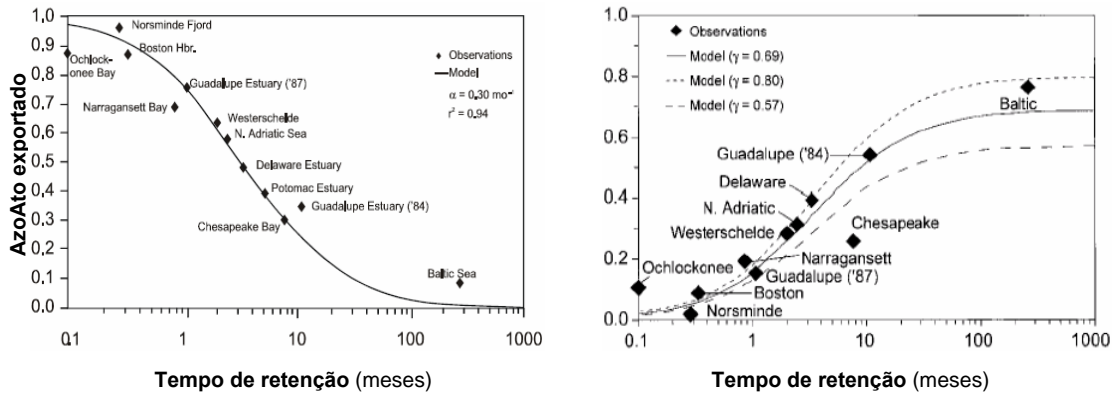 AzoAto exportado
1,0
0,9
0,8
0,7
0,6
0,5
0,4
0,3
0,2
0,1
0.0
Norsminde Fjord
Boston Hbr.
Ochlock-
onee Bay
Guadalupe Estuary ('87)
Narragansett Bay
Westerschelde
N. Adriatic Sea
Delaware Estuary
Potomac Estuary
Guadalupe Estuary ('84)
Chesapeake Bay
Baltic Sea
Observations
Model
α = 0.30 mo⁻¹
r² = 0.94
0.1 1 10 100 1000
Tempo de retenção (meses)
1.0
0.8
0.6
0.4
0.2
0.0
Observations
Model (γ = 0.69)
Model (γ = 0.80)
Model (γ = 0.57)
Baltic
Guadalupe ('84)
Delaware
N. Adriatic
Chesapeake
Westerschelde
Narragansett
Ochlockonee
Guadalupe ('87)
Boston
Norsminde
0.1 1 10 100 1000
Tempo de retenção (meses)